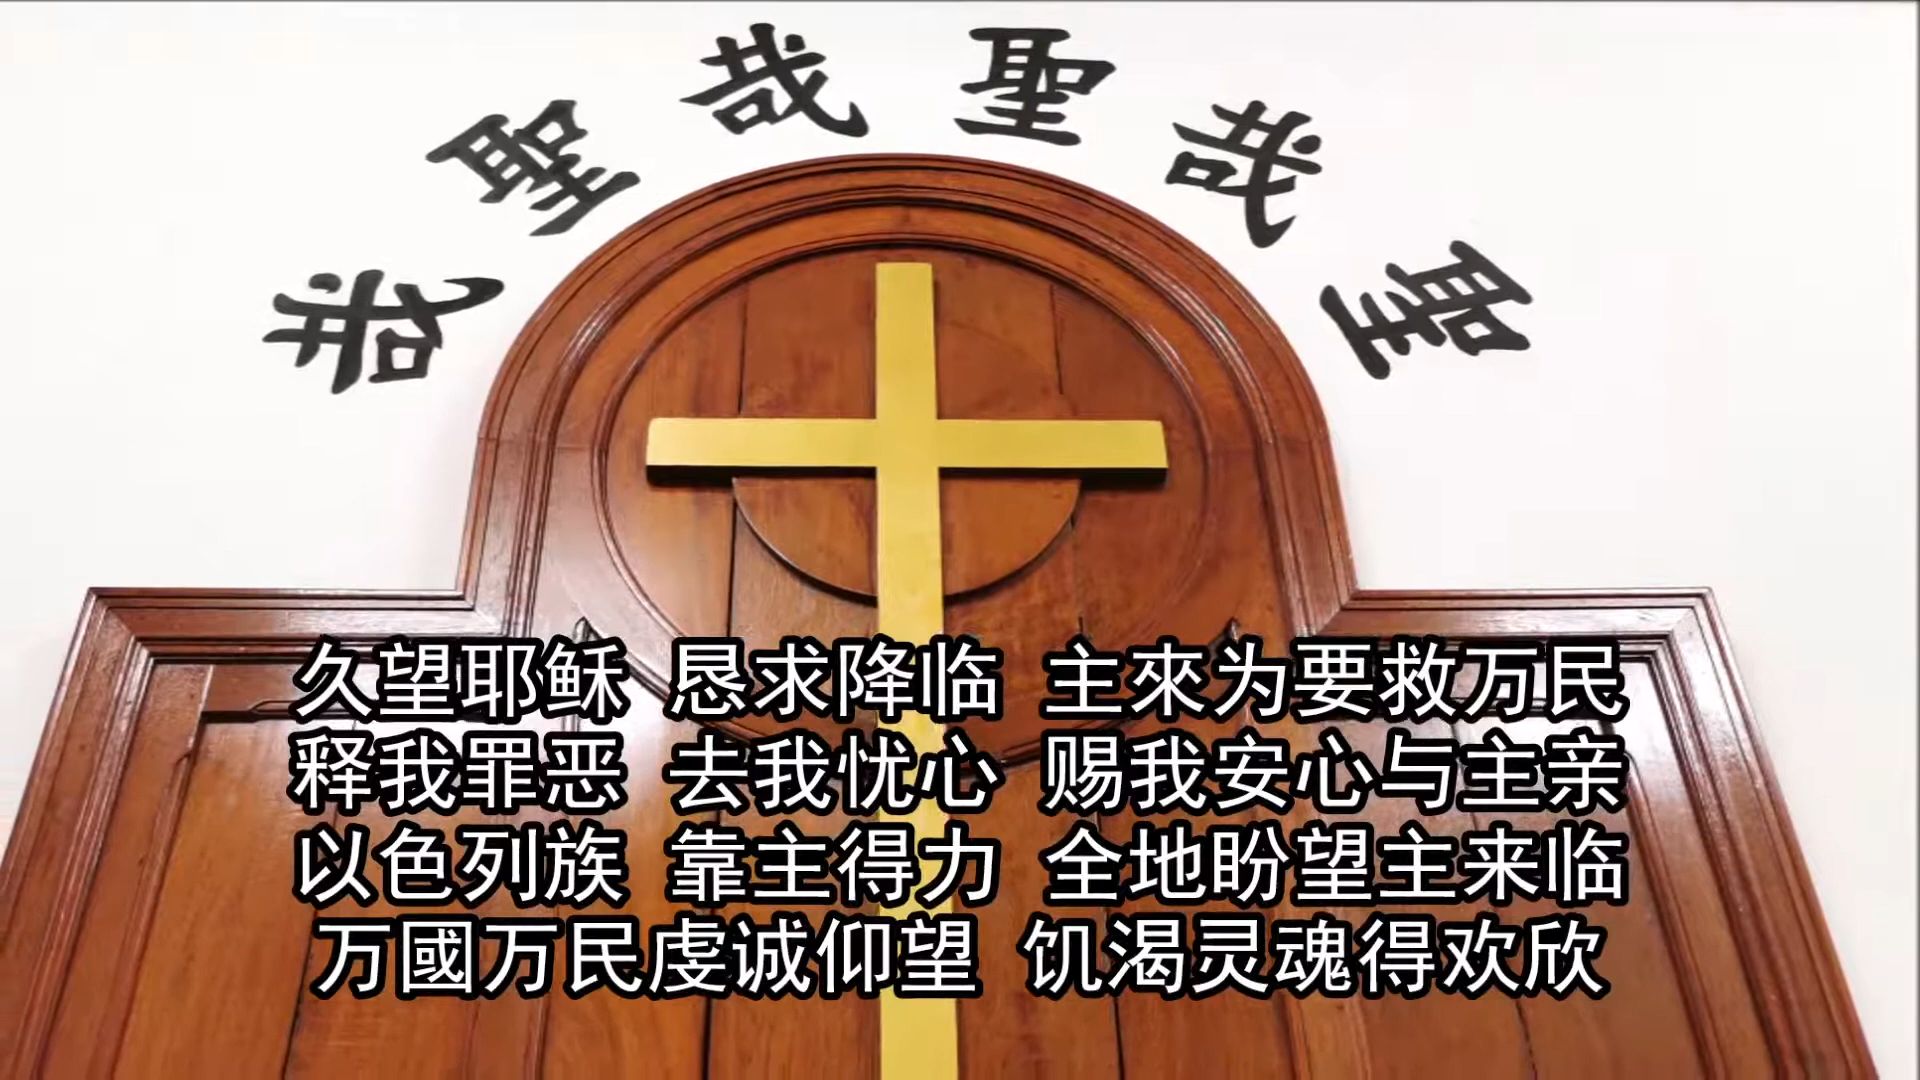 哉聖哉聖哉聖
久望耶稣 恳求降临 主來为要救万民
释我罪恶 去我忧心 赐我安心与主亲
以色列族 靠主得力 全地盼望主来临
万國万民虔诚仰望 饥渴灵魂得欢欣